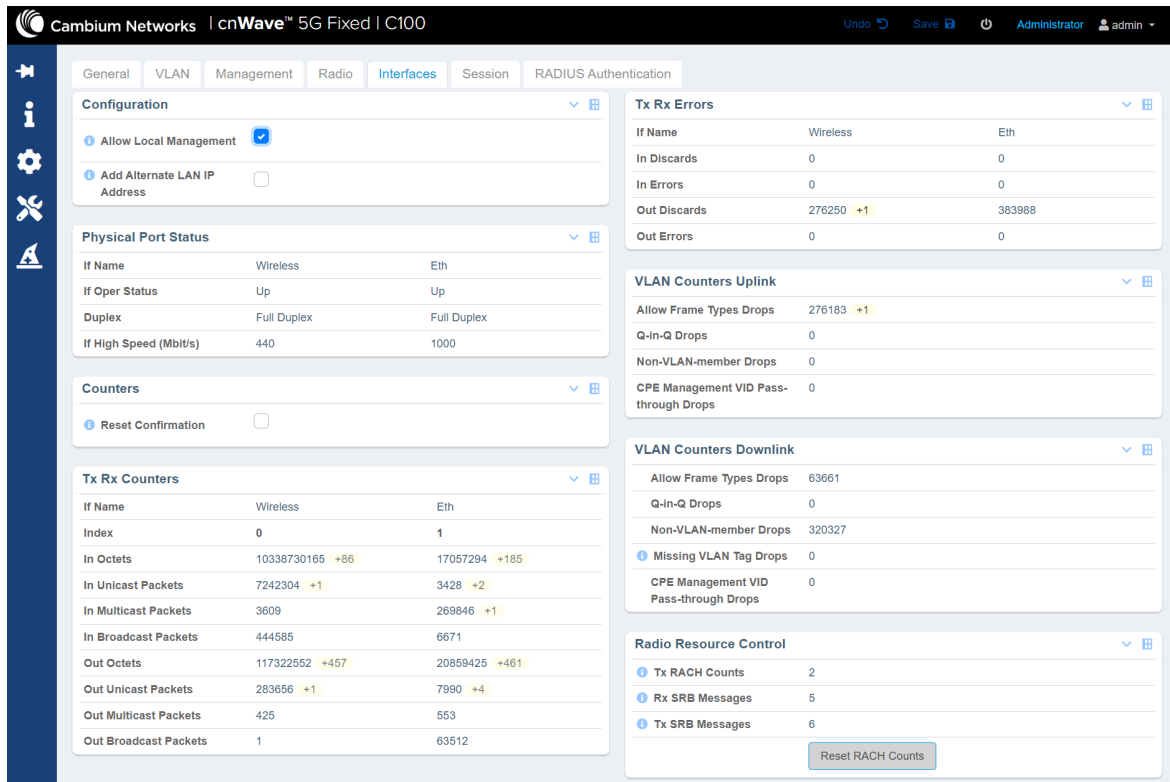 Cambium Networks | cnWave™ 5G Fixed | C100
Undo Save Administrator admin
General VLAN Management Radio Interfaces Session RADIUS Authentication
Configuration
Allow Local Management
Add Alternate LAN IP
Address
Physical Port Status
If Name Wireless Eth
If Oper Status Up Up
Duplex Full Duplex Full Duplex
If High Speed (Mbit/s) 440 1000
Counters
Reset Confirmation
Tx Rx Counters
If Name Wireless Eth
Index 0 1
In Octets 10338730165 +86 17057294 +185
In Unicast Packets 7242304 +1 3428 +2
In Multicast Packets 3609 269846 +1
In Broadcast Packets 444585 6671
Out Octets 117322552 +457 20859425 +461
Out Unicast Packets 283656 +1 7990 +4
Out Multicast Packets 425 553
Out Broadcast Packets 1 63512
Tx Rx Errors
If Name Wireless Eth
In Discards 0 0
In Errors 0 0
Out Discards 276250 +1 383988
Out Errors 0 0
VLAN Counters Uplink
Allow Frame Types Drops 276183 +1
Q-in-Q Drops 0
Non-VLAN-member Drops 0
CPE Management VID Pass- 0
through Drops
VLAN Counters Downlink
Allow Frame Types Drops 63661
Q-in-Q Drops 0
Non-VLAN-member Drops 320327
Missing VLAN Tag Drops 0
CPE Management VID 0
Pass-through Drops
Radio Resource Control
Tx RACH Counts 2
Rx SRB Messages 5
Tx SRB Messages 6
Reset RACH Counts